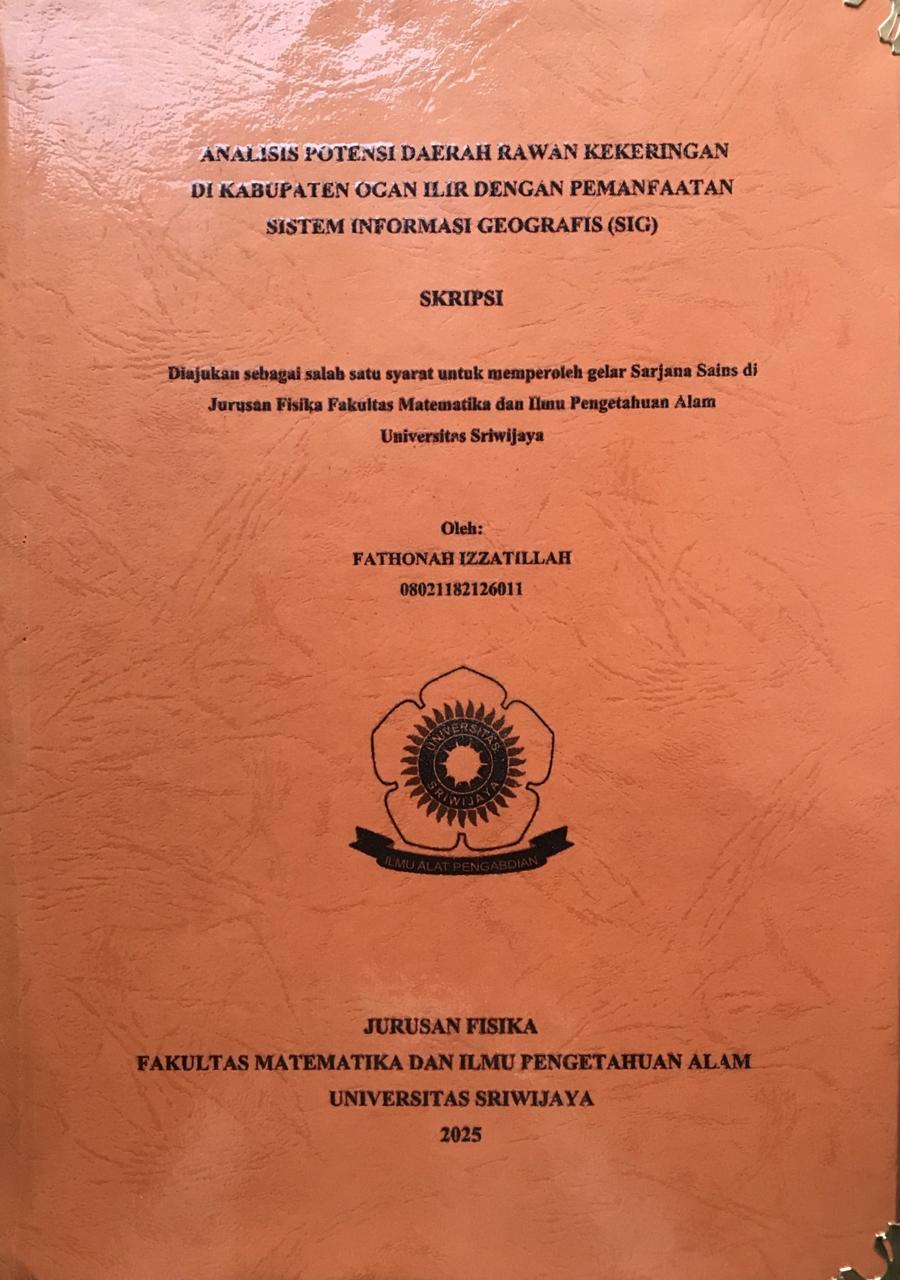 ANALISIS POTENSI DAERAH RAWAN KEKERINGAN
DI KABUPATEN OGAN ILIR DENGAN PEMANFAATAN
SISTEM INFORMASI GEOGRAFIS (SIG)
SKRIPSI
Diajukan sebagai salah satu syarat untuk memperoleh gelar Sarjana Sains di
Jurusan Fisika Fakultas Matematika dan Ilmu Pengetahuan Alam
Universitas Sriwijaya
Oleh:
FATHONAH IZZATILLAH
08021182126011
UNIVERSITAS
SRIWIJAYA
ILMU ALAT PENGABDIAN
JURUSAN FISIKA
FAKULTAS MATEMATIKA DAN ILMU PENGETAHUAN ALAM
UNIVERSITAS SRIWIJAYA
2025